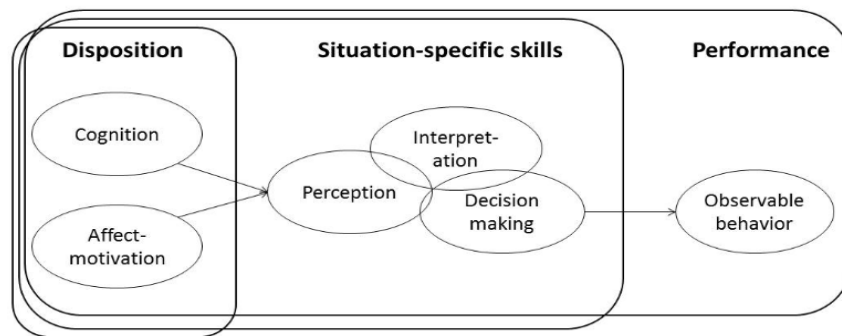 Disposition
Situation-specific skills
Performance
Cognition
Affect-
motivation
Perception
Interpret-
ation
Decision
making
Observable
behavior